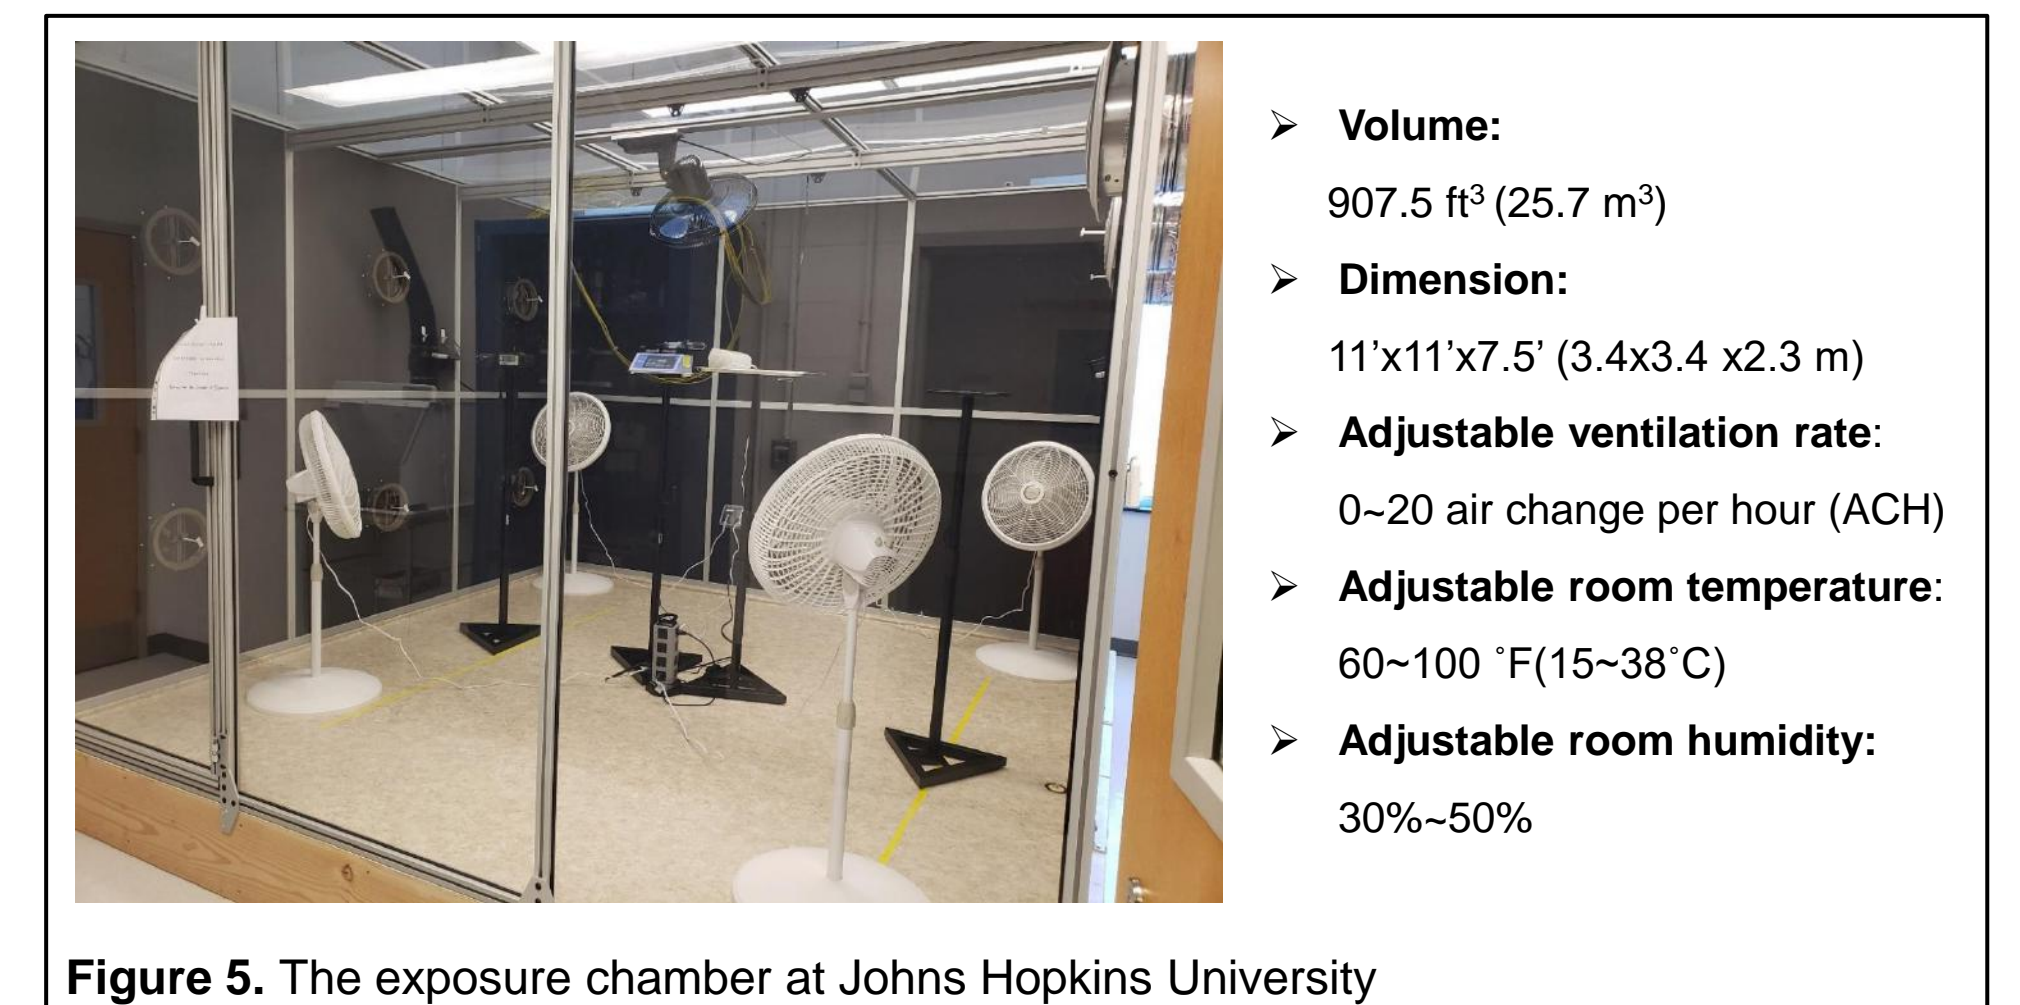 ➢ Volume:
907.5 ft³ (25.7 m³)
➢ Dimension:
11’x11’x7.5’ (3.4x3.4 x2.3 m)
➢ Adjustable ventilation rate:
0~20 air change per hour (ACH)
➢ Adjustable room temperature:
60~100 ˚F(15~38˚C)
➢ Adjustable room humidity:
30%~50%
Figure 5. The exposure chamber at Johns Hopkins University